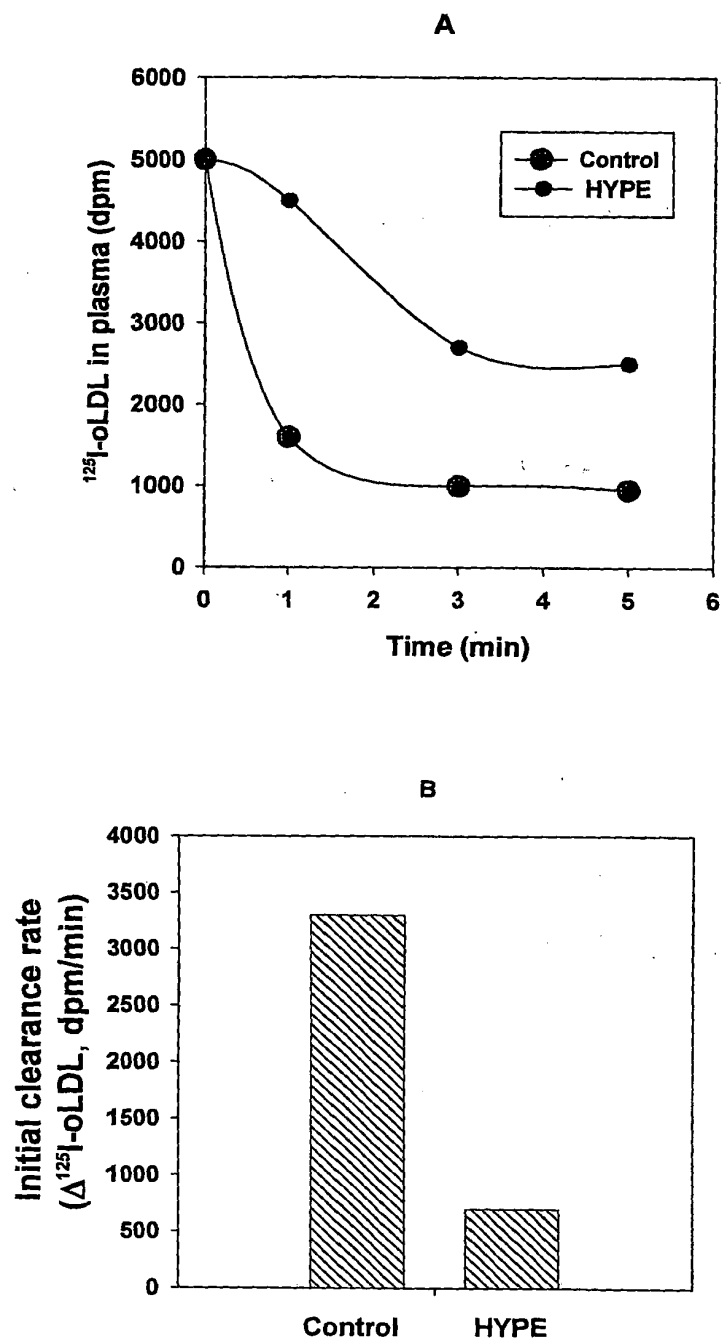 A
6000
5000
4000
3000
2000
1000
0
¹²⁵I-oLDL in plasma (dpm)
Control
HYPE
0 1 2 3 4 5 6
Time (min)
B
4000
3500
3000
2500
2000
1500
1000
500
0
Initial clearance rate
(Δ¹²⁵I-oLDL, dpm/min)
Control HYPE